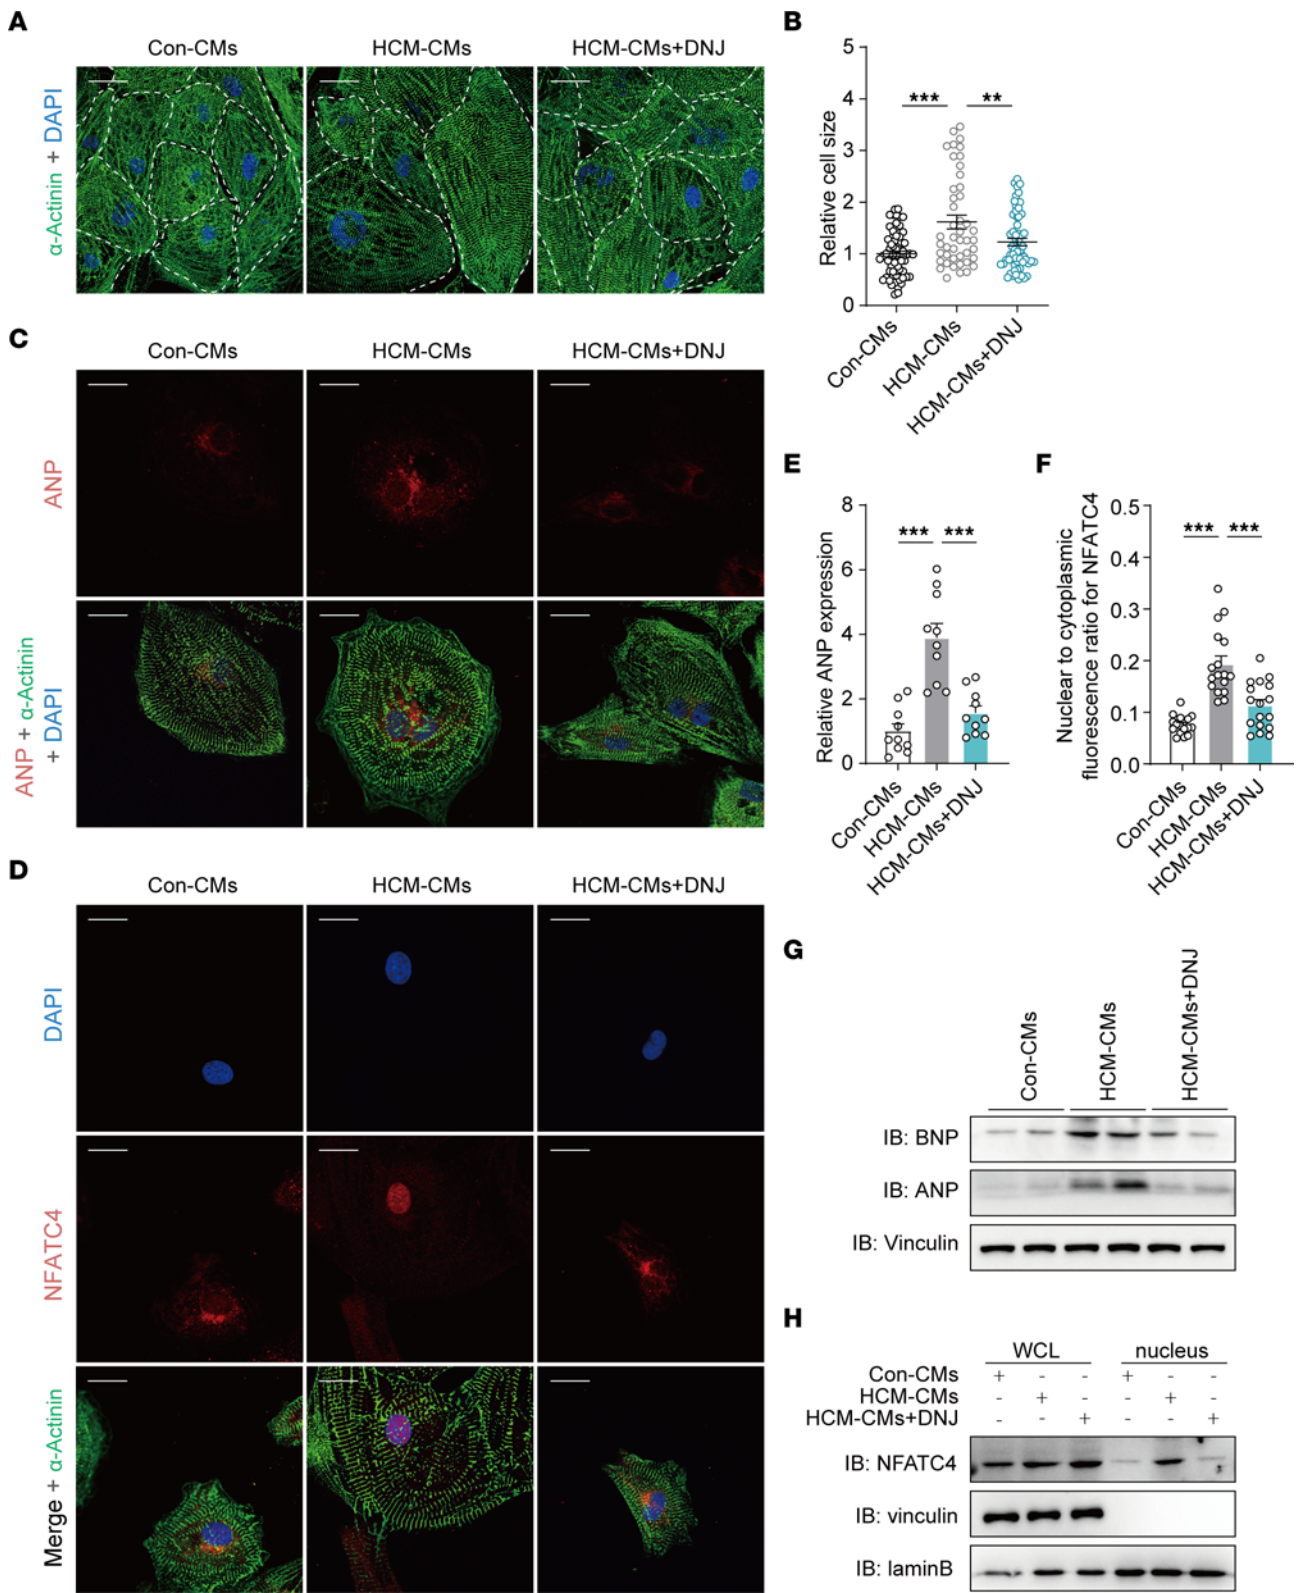 A
Con-CMs HCM-CMs HCM-CMs+DNJ
α-Actinin + DAPI
B
Relative cell size
5
4
3
2
1
0
*** **
Con-CMs
HCM-CMs
HCM-CMs+DNJ
C
Con-CMs HCM-CMs HCM-CMs+DNJ
ANP
ANP + α-Actinin
+ DAPI
D
Con-CMs HCM-CMs HCM-CMs+DNJ
DAPI
NFATC4
Merge + α-Actinin
E
Relative ANP expression
8
6
4
2
0
*** ***
Con-CMs
HCM-CMs
HCM-CMs+DNJ
F
Nuclear to cytoplasmic
fluorescence ratio for NFATC4
0.5
0.4
0.3
0.2
0.1
0.0
*** ***
Con-CMs
HCM-CMs
HCM-CMs+DNJ
G
Con-CMs
HCM-CMs
HCM-CMs+DNJ
IB: BNP
IB: ANP
IB: Vinculin
H
WCL nucleus
Con-CMs + - - + - -
HCM-CMs - + - - + -
HCM-CMs+DNJ - - + - - +
IB: NFATC4
IB: vinculin
IB: laminB